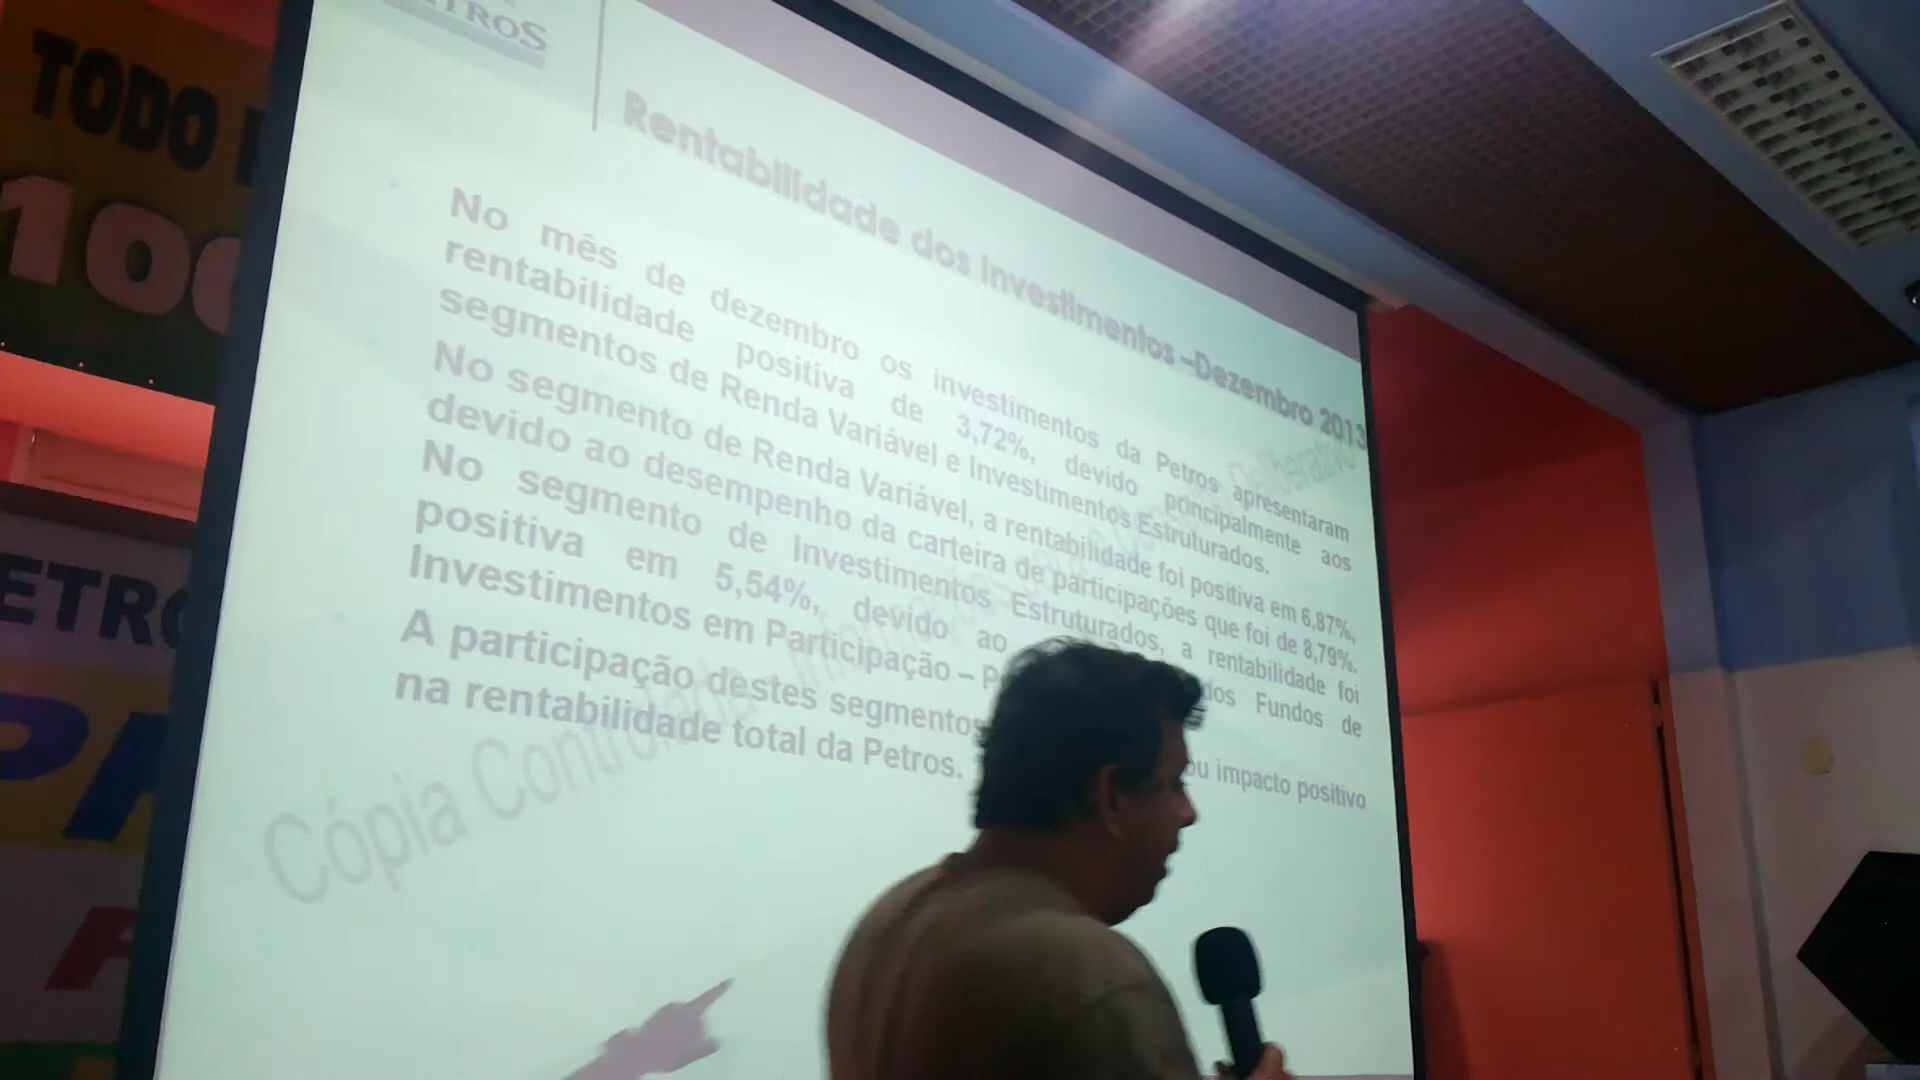 TODO
100
ETRO
PA
TROS
Rentabilidade dos Investimentos –Dezembro 2013
No mês de dezembro os investimentos da Petros apresentaram
rentabilidade positiva de 3,72%, devido principalmente aos
segmentos de Renda Variável e Investimentos Estruturados.
No segmento de Renda Variável, a rentabilidade foi positiva em 6,87%,
devido ao desempenho da carteira de participações que foi de 8,79%.
No segmento de Investimentos Estruturados, a rentabilidade foi
positiva em 5,54%, devido ao dos Fundos de
Investimentos em Participação – P
A participação destes segmentos ou impacto positivo
na rentabilidade total da Petros.
Cópia Controlada Deliberativo